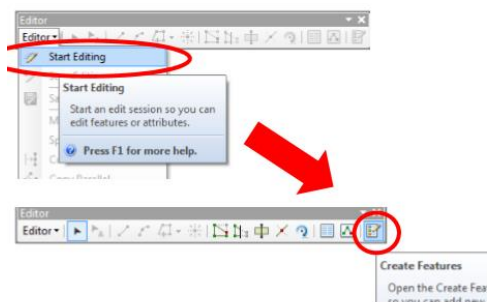 Editor
Editor
Start Editing
Start Editing
Start an edit session so you can
edit features or attributes.
Press F1 for more help.
Editor
Editor
Create Features
Open the Create Fea
so you can add new